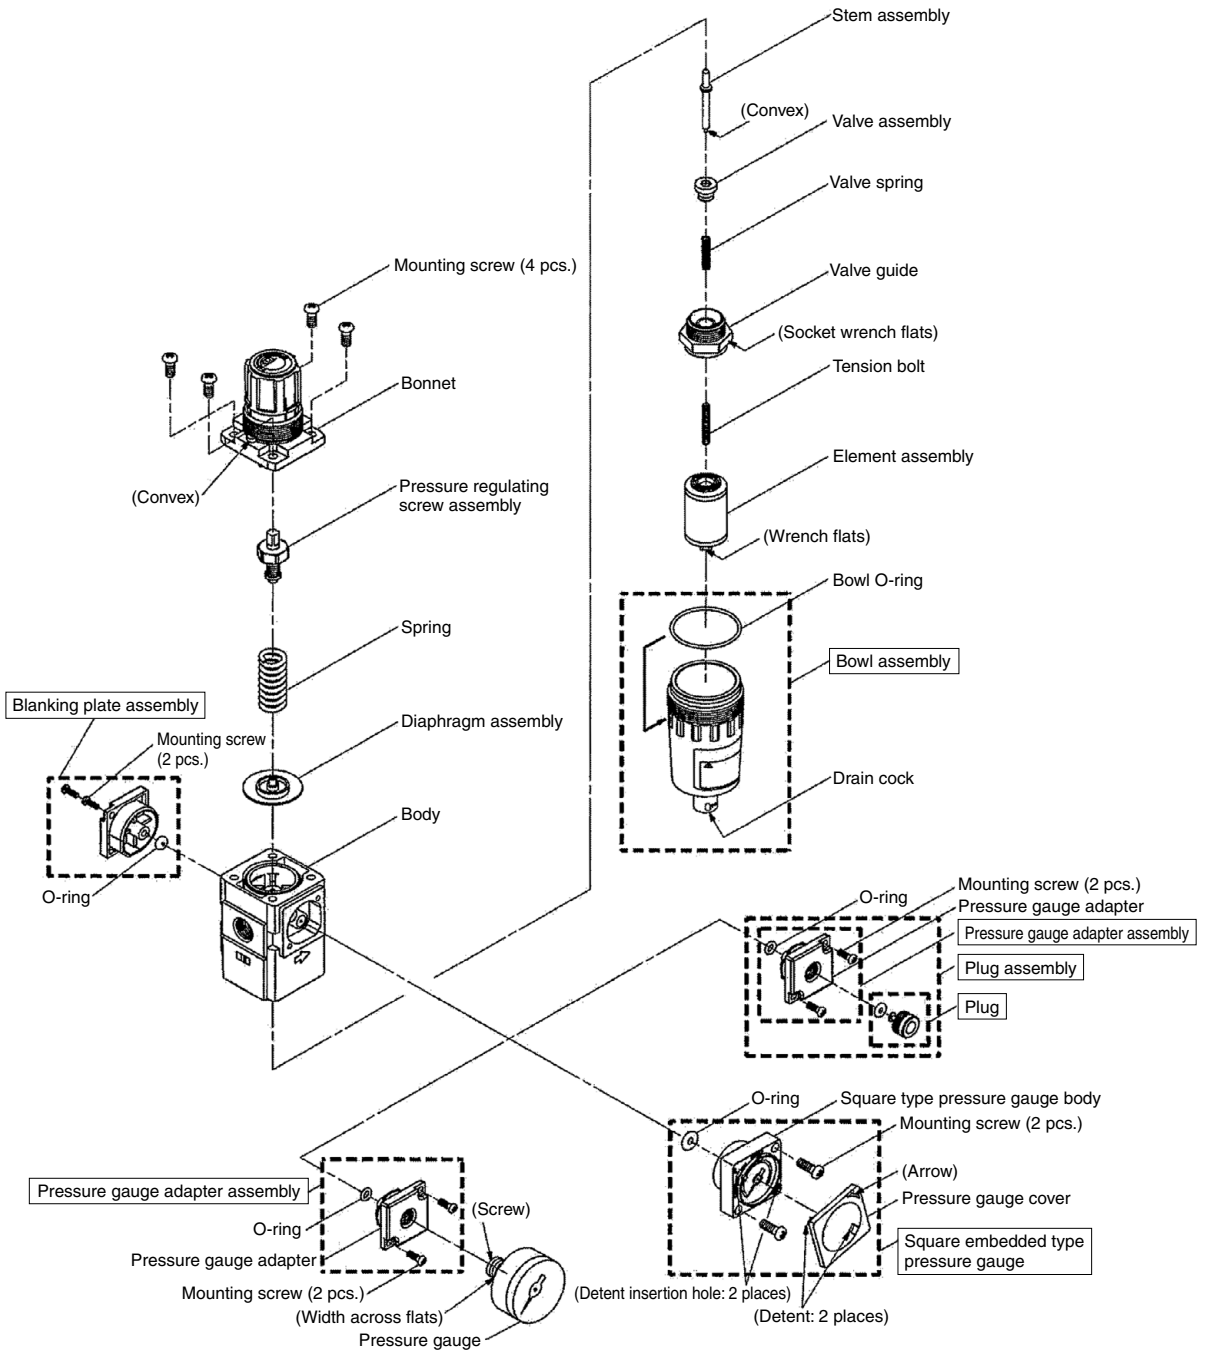 Stem assembly
(Convex)
Valve assembly
Valve spring
Mounting screw (4 pcs.)
Valve guide
(Socket wrench flats)
Tension bolt
Bonnet
Element assembly
(Convex)
Pressure regulating
screw assembly
(Wrench flats)
Bowl O-ring
Spring
Bowl assembly
Blanking plate assembly
Diaphragm assembly
Mounting screw
(2 pcs.)
Drain cock
Body
O-ring
O-ring
Mounting screw (2 pcs.)
Pressure gauge adapter
Pressure gauge adapter assembly
Plug assembly
Plug
O-ring
Square type pressure gauge body
Mounting screw (2 pcs.)
(Arrow)
Pressure gauge cover
Square embedded type
pressure gauge
Pressure gauge adapter assembly
(Screw)
O-ring
Pressure gauge adapter
Mounting screw (2 pcs.)
(Detent insertion hole: 2 places)
(Width across flats)
(Detent: 2 places)
Pressure gauge